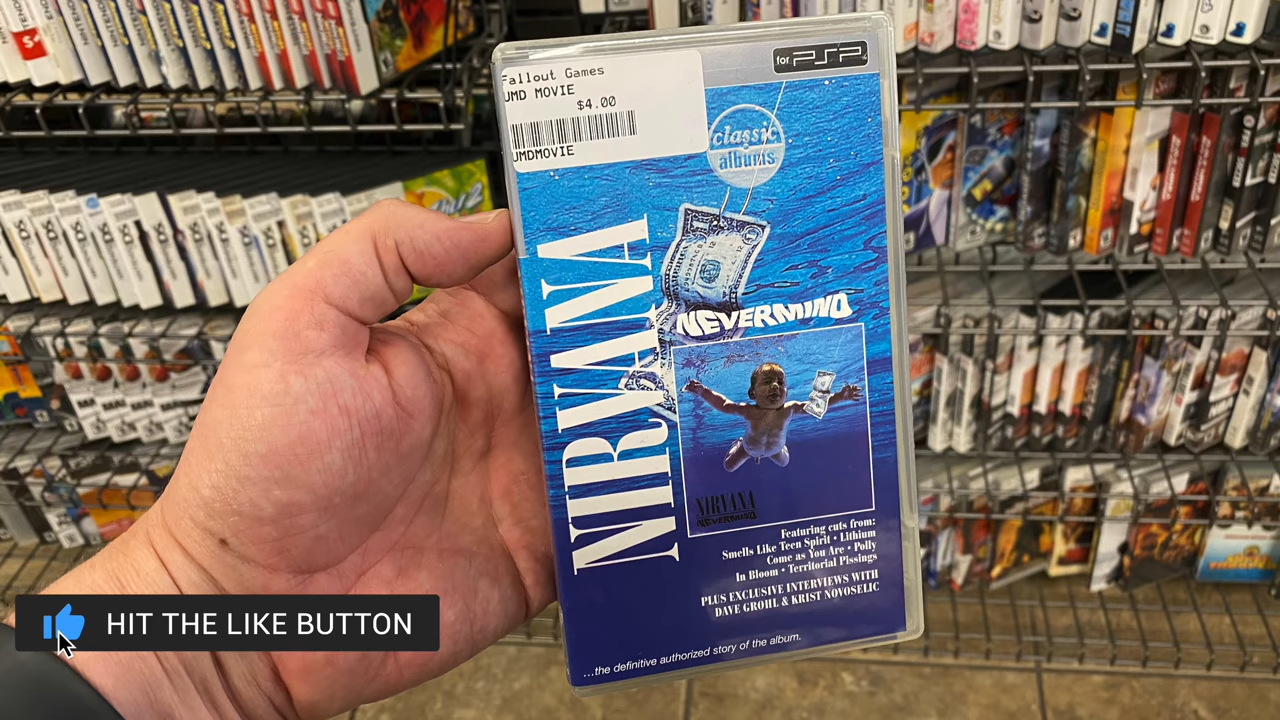 Fallout Games
UMD MOVIE
$4.00
UMDMOVIE
for PSP
classic
albums
NIRVANA
NEVERMIND
NIRVANA
NEVERMIND
Featuring cuts from:
Smells Like Teen Spirit • Lithium
Come as You Are • Polly
In Bloom • Territorial Pissings
PLUS EXCLUSIVE INTERVIEWS WITH
DAVE GROHL & KRIST NOVOSELIC
...the definitive authorized story of the album.
HIT THE LIKE BUTTON